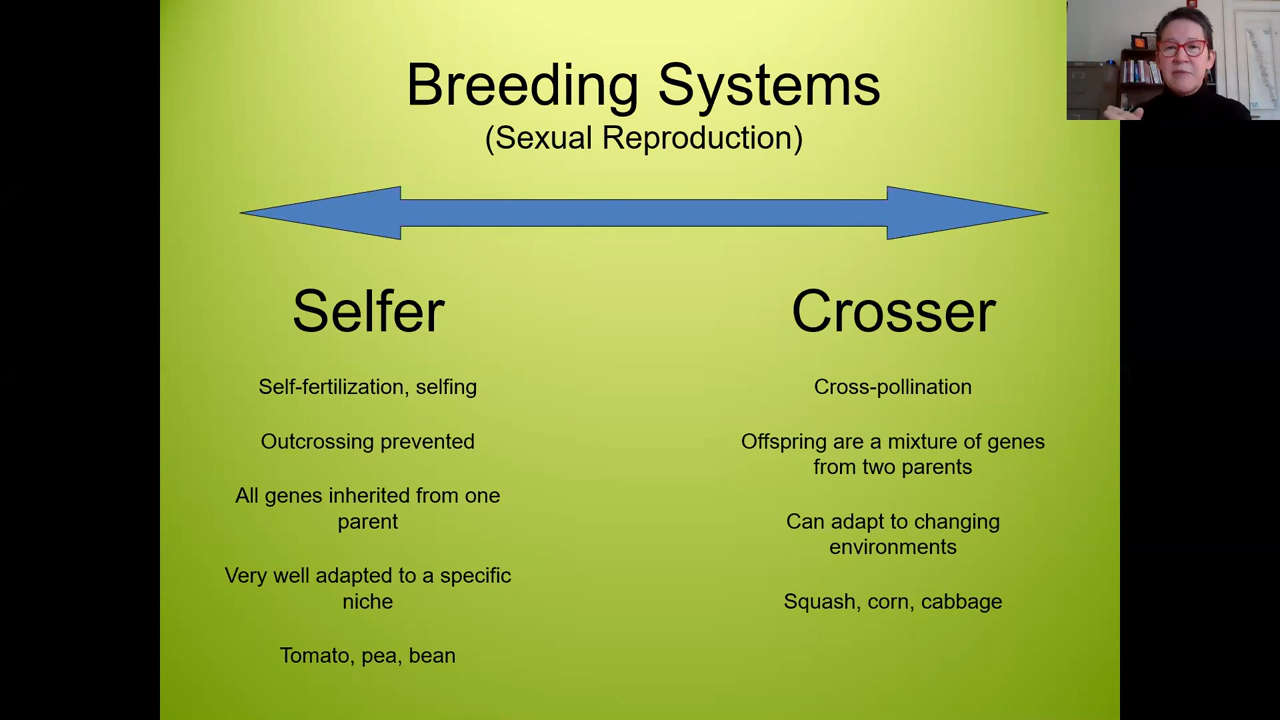 Breeding Systems
(Sexual Reproduction)
Selfer
Self-fertilization, selfing
Outcrossing prevented
All genes inherited from one
parent
Very well adapted to a specific
niche
Tomato, pea, bean
Crosser
Cross-pollination
Offspring are a mixture of genes
from two parents
Can adapt to changing
environments
Squash, corn, cabbage